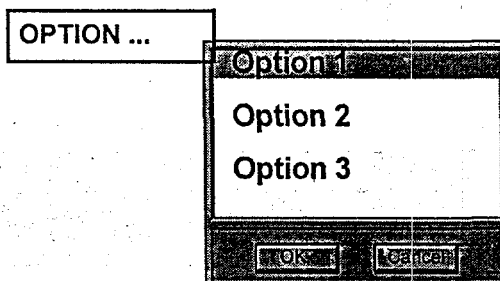 OPTION ...
Option 1
Option 2
Option 3
OK Cancel